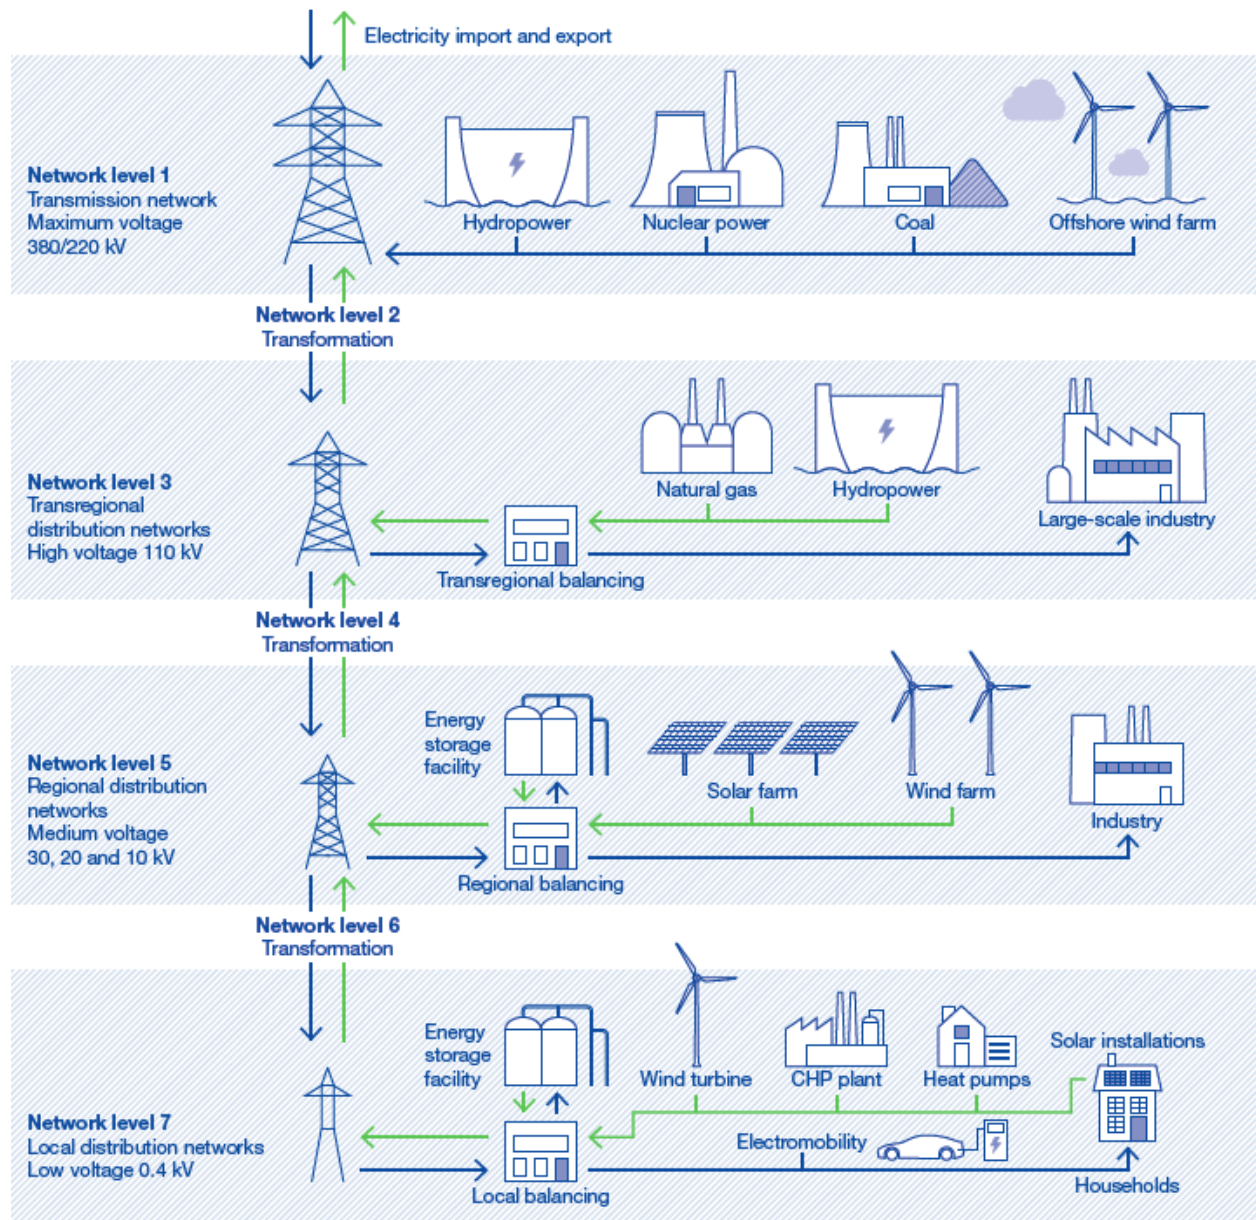 Electricity import and export
Network level 1
Transmission network
Maximum voltage
380/220 kV
Hydropower
Nuclear power
Coal
Offshore wind farm
Network level 2
Transformation
Network level 3
Transregional
distribution networks
High voltage 110 kV
Natural gas
Hydropower
Large-scale industry
Transregional balancing
Network level 4
Transformation
Network level 5
Regional distribution
networks
Medium voltage
30, 20 and 10 kV
Energy
storage
facility
Solar farm
Wind farm
Industry
Regional balancing
Network level 6
Transformation
Network level 7
Local distribution networks
Low voltage 0.4 kV
Energy
storage
facility
Wind turbine
CHP plant
Heat pumps
Solar installations
Electromobility
Households
Local balancing